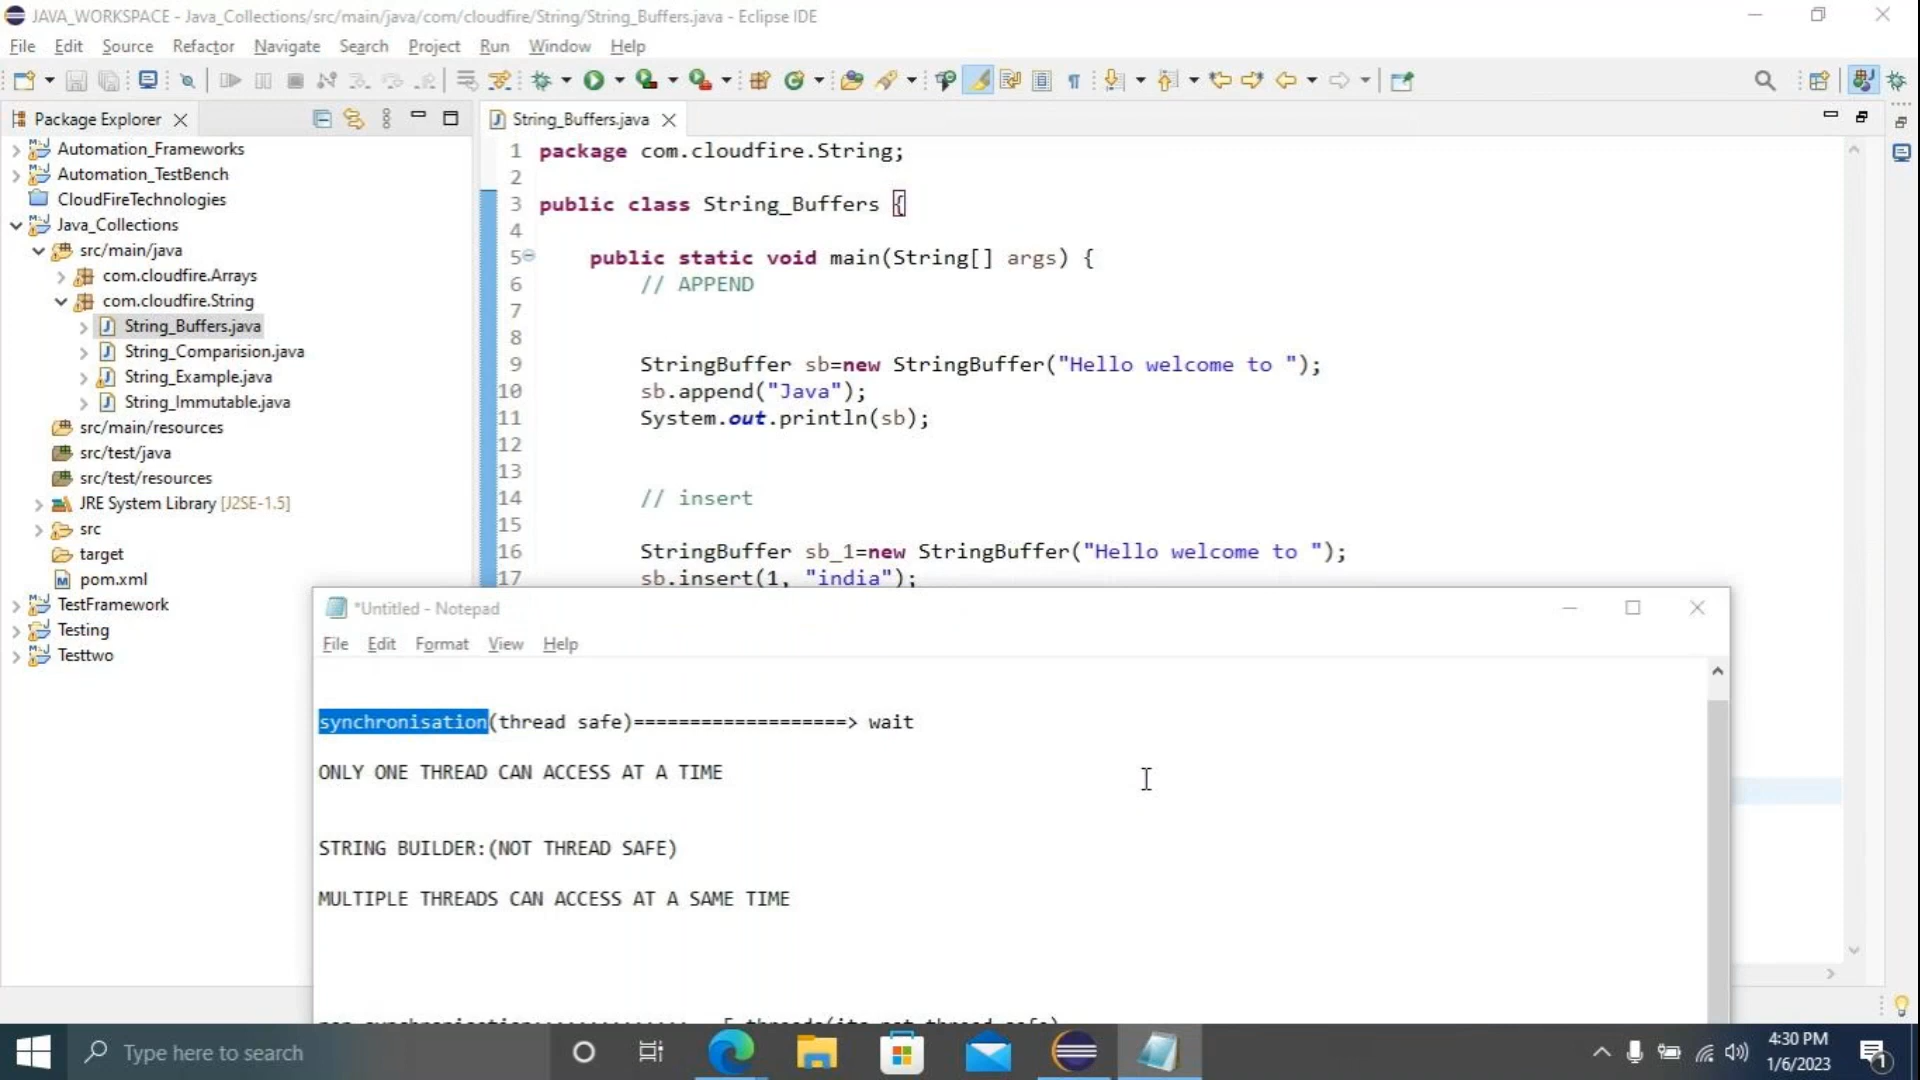 JAVA_WORKSPACE - Java_Collections/src/main/java/com/cloudfire/String/String_Buffers.java - Eclipse IDE
File Edit Source Refactor Navigate Search Project Run Window Help
Package Explorer
Automation_Frameworks
Automation_TestBench
CloudFireTechnologies
Java_Collections
src/main/java
com.cloudfire.Arrays
com.cloudfire.String
String_Buffers.java
String_Comparision.java
String_Example.java
String_Immutable.java
src/main/resources
src/test/java
src/test/resources
JRE System Library [J2SE-1.5]
src
target
pom.xml
TestFramework
Testing
Testtwo
String_Buffers.java
1 package com.cloudfire.String;
2
3 public class String_Buffers {
4
5 public static void main(String[] args) {
6 // APPEND
7
8
9 StringBuffer sb=new StringBuffer("Hello welcome to ");
10 sb.append("Java");
11 System.out.println(sb);
12
13
14 // insert
15
16 StringBuffer sb_1=new StringBuffer("Hello welcome to ");
17 sb.insert(1, "india");
*Untitled - Notepad
File Edit Format View Help
synchronisation(thread safe)===================> wait
ONLY ONE THREAD CAN ACCESS AT A TIME
STRING BUILDER:(NOT THREAD SAFE)
MULTIPLE THREADS CAN ACCESS AT A SAME TIME
Type here to search
4:30 PM
1/6/2023
1